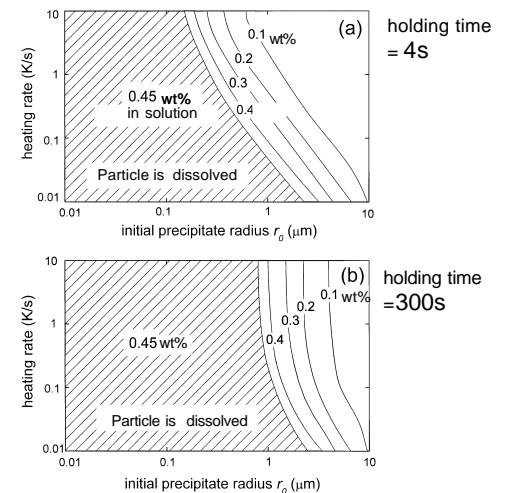 10
(a)
holding time
= 4s
0.1 wt%
0.2
1
0.3
0.45 wt%
in solution
0.4
0.1
Particle is dissolved
0.01
heating rate (K/s)
0.01 0.1 1 10
initial precipitate radius r₀ (μm)
10
(b)
holding time
=300s
0.1 wt%
0.2
0.3
1
0.4
0.45 wt%
0.1
Particle is dissolved
0.01
heating rate (K/s)
0.01 0.1 1 10
initial precipitate radius r₀ (μm)